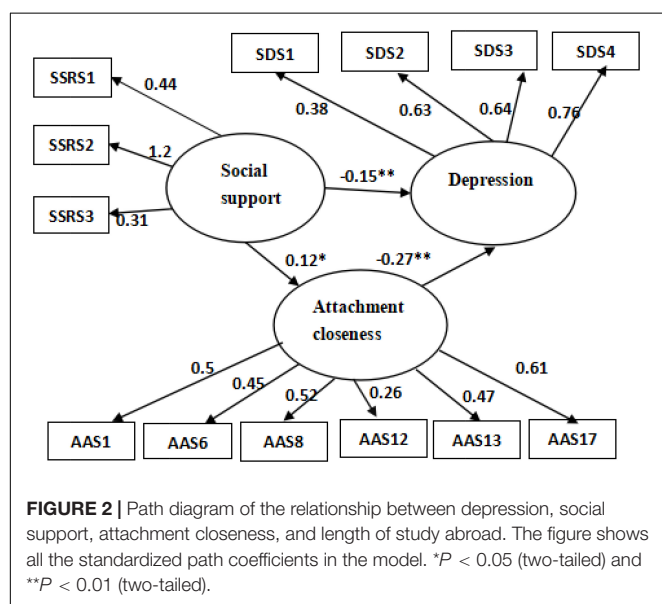 SDS1
SDS2
SDS3
SDS4
SSRS1
0.44
0.38
0.63
0.64
0.76
SSRS2
1.2
Social
support
-0.15**
Depression
SSRS3
0.31
0.12*
-0.27**
Attachment
closeness
0.5
0.45
0.52
0.26
0.47
0.61
AAS1
AAS6
AAS8
AAS12
AAS13
AAS17
FIGURE 2 | Path diagram of the relationship between depression, social
support, attachment closeness, and length of study abroad. The figure shows
all the standardized path coefficients in the model. *P < 0.05 (two-tailed) and
**P < 0.01 (two-tailed).